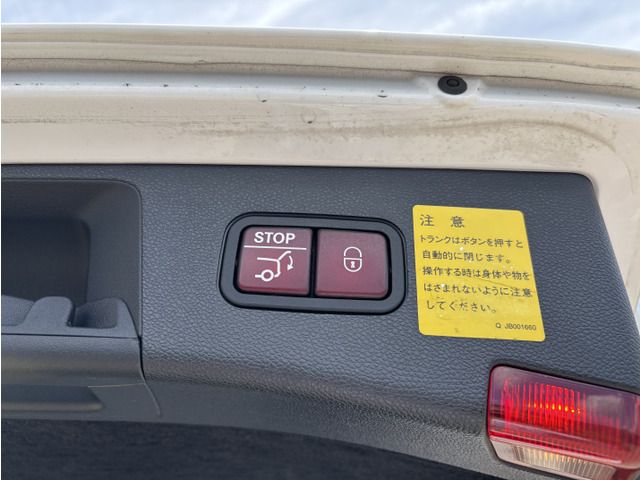 STOP
注意
トランクはボタンを押すと
自動的に閉じます。
操作する時は身体や物を
はさまれないように注意
してください。
Q JB001660